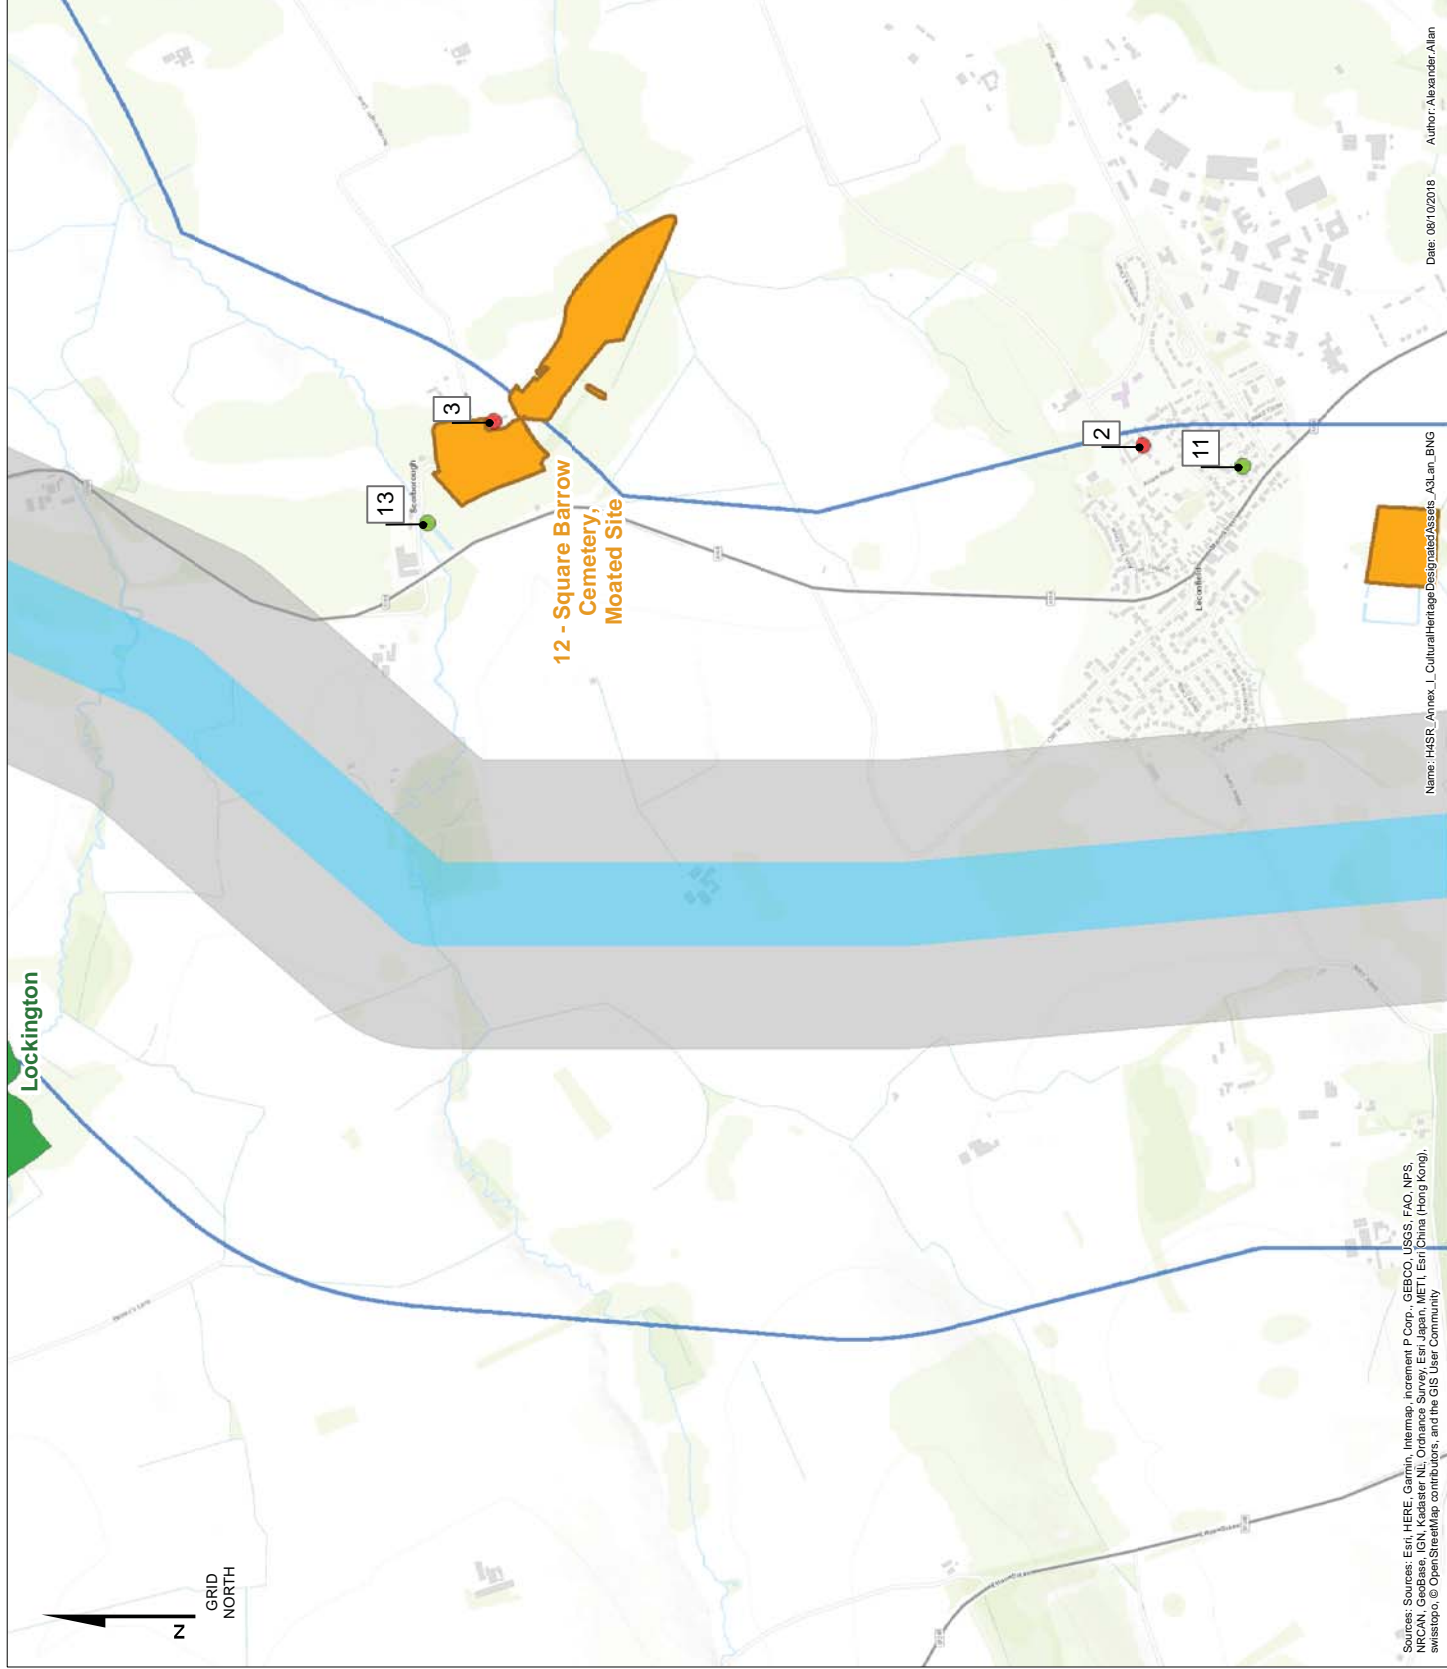 Lockington
GRID
NORTH
N
13
3
Scorborough
12 - Square Barrow
Cemetery,
Moated Site
2
11
Leconfield
Sources: Sources: Esri, HERE, Garmin, Intermap, increment P Corp., GEBCO, USGS, FAO, NPS,
NRCAN, GeoBase, IGN, Kadaster NL, Ordnance Survey, Esri Japan, METI, Esri China (Hong Kong),
swisstopo, © OpenStreetMap contributors, and the GIS User Community
Name: H4SR_Annex_I_CulturalHeritageDesignatedAssets_A3Lan_BNG
Date: 08/10/2018
Author: Alexander.Allan